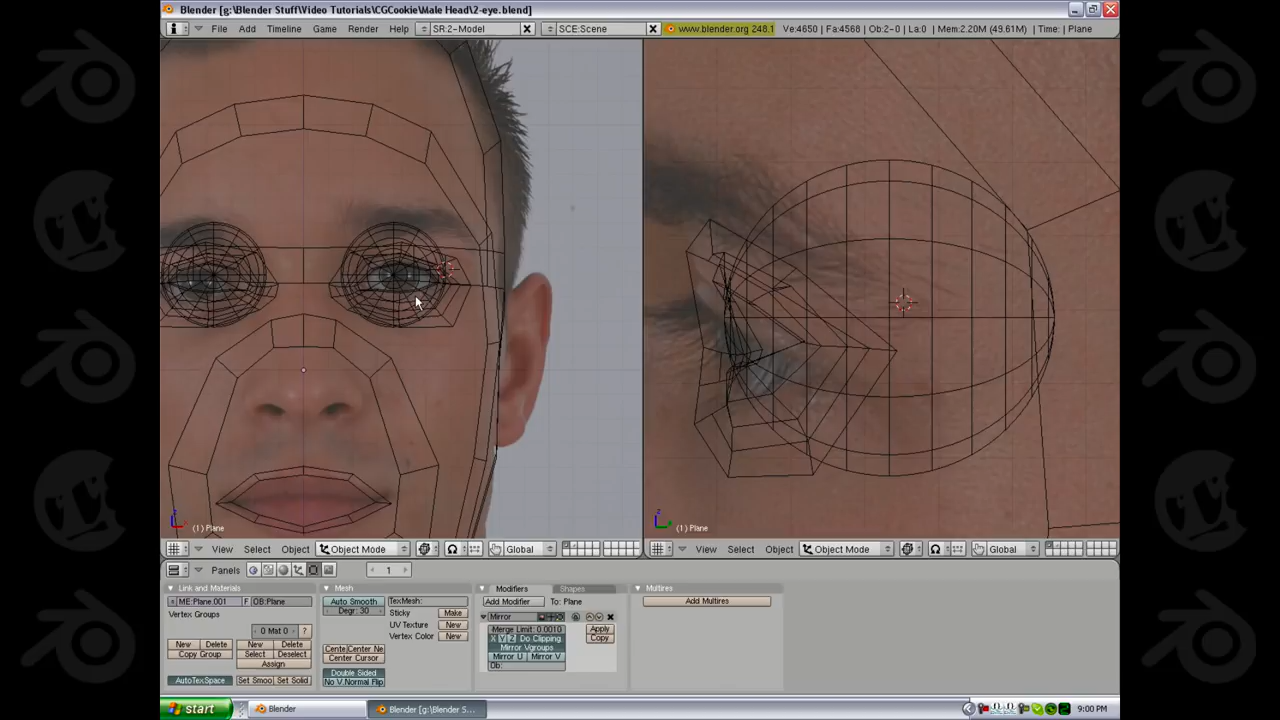 Blender [g:\Blender Stuff\Video Tutorials\CGCookie\Male Head\2-eye.blend]
File Add Timeline Game Render Help SR:2-Model SCE:Scene www.blender.org 248.1 Ve:4650 | Fa:4568 | Ob:2-0 | La:0 | Mem:2.20M (49.61M) | Time: | Plane
(1) Plane
(1) Plane
View Select Object Object Mode Global
View Select Object Object Mode Global
Panels 1
Link and Materials
ME:Plane.001 F OB:Plane
Vertex Groups
0 Mat 0 ?
New Delete New Delete
Copy Group Select Deselect
Assign
AutoTexSpace Set Smoo Set Solid
Mesh
Auto Smooth TexMesh:
Degr: 30 Sticky Make
UV Texture New
Vertex Color New
Cente Center Ne
Center Cursor
Double Sided
No V.Normal Flip
Modifiers Shapes
Add Modifier To: Plane
Mirror
Merge Limit: 0.0010 Apply
X Y Z Do Clipping Copy
Mirror Vgroups
Mirror U Mirror V
Ob:
Multires
Add Multires
start Blender Blender [g:\Blender S... 9:00 PM